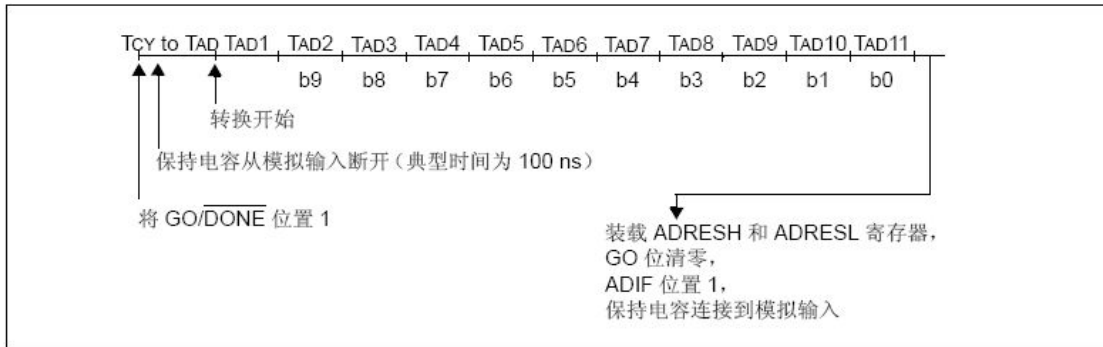 TCY to TAD TAD1 TAD2 TAD3 TAD4 TAD5 TAD6 TAD7 TAD8 TAD9 TAD10 TAD11
b9 b8 b7 b6 b5 b4 b3 b2 b1 b0
转换开始
保持电容从模拟输入断开（典型时间为 100 ns）
将 GO/DONE 位置 1
装载 ADRESH 和 ADRESL 寄存器，
GO 位清零，
ADIF 位置 1，
保持电容连接到模拟输入